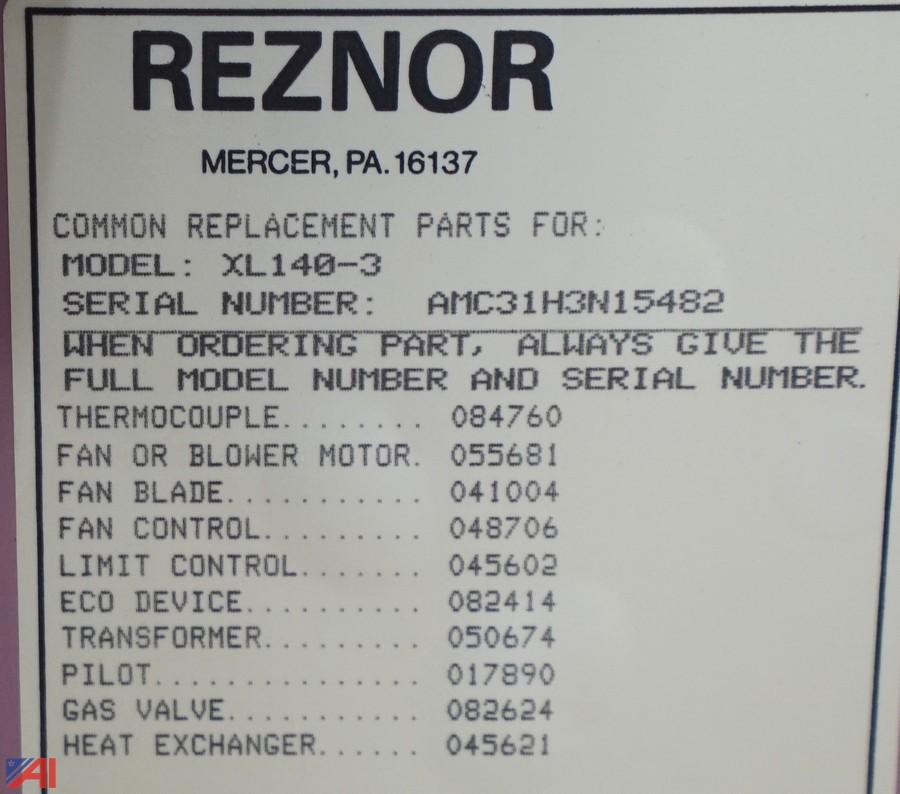 REZNOR
MERCER, PA. 16137
COMMON REPLACEMENT PARTS FOR:
MODEL: XL140-3
SERIAL NUMBER: AMC31H3N15482
WHEN ORDERING PART, ALWAYS GIVE THE
FULL MODEL NUMBER AND SERIAL NUMBER.
THERMOCOUPLE........ 084760
FAN OR BLOWER MOTOR. 055681
FAN BLADE........... 041004
FAN CONTROL......... 048706
LIMIT CONTROL....... 045602
ECO DEVICE.......... 082414
TRANSFORMER......... 050674
PILOT............... 017890
GAS VALVE........... 082624
HEAT EXCHANGER...... 045621
AI